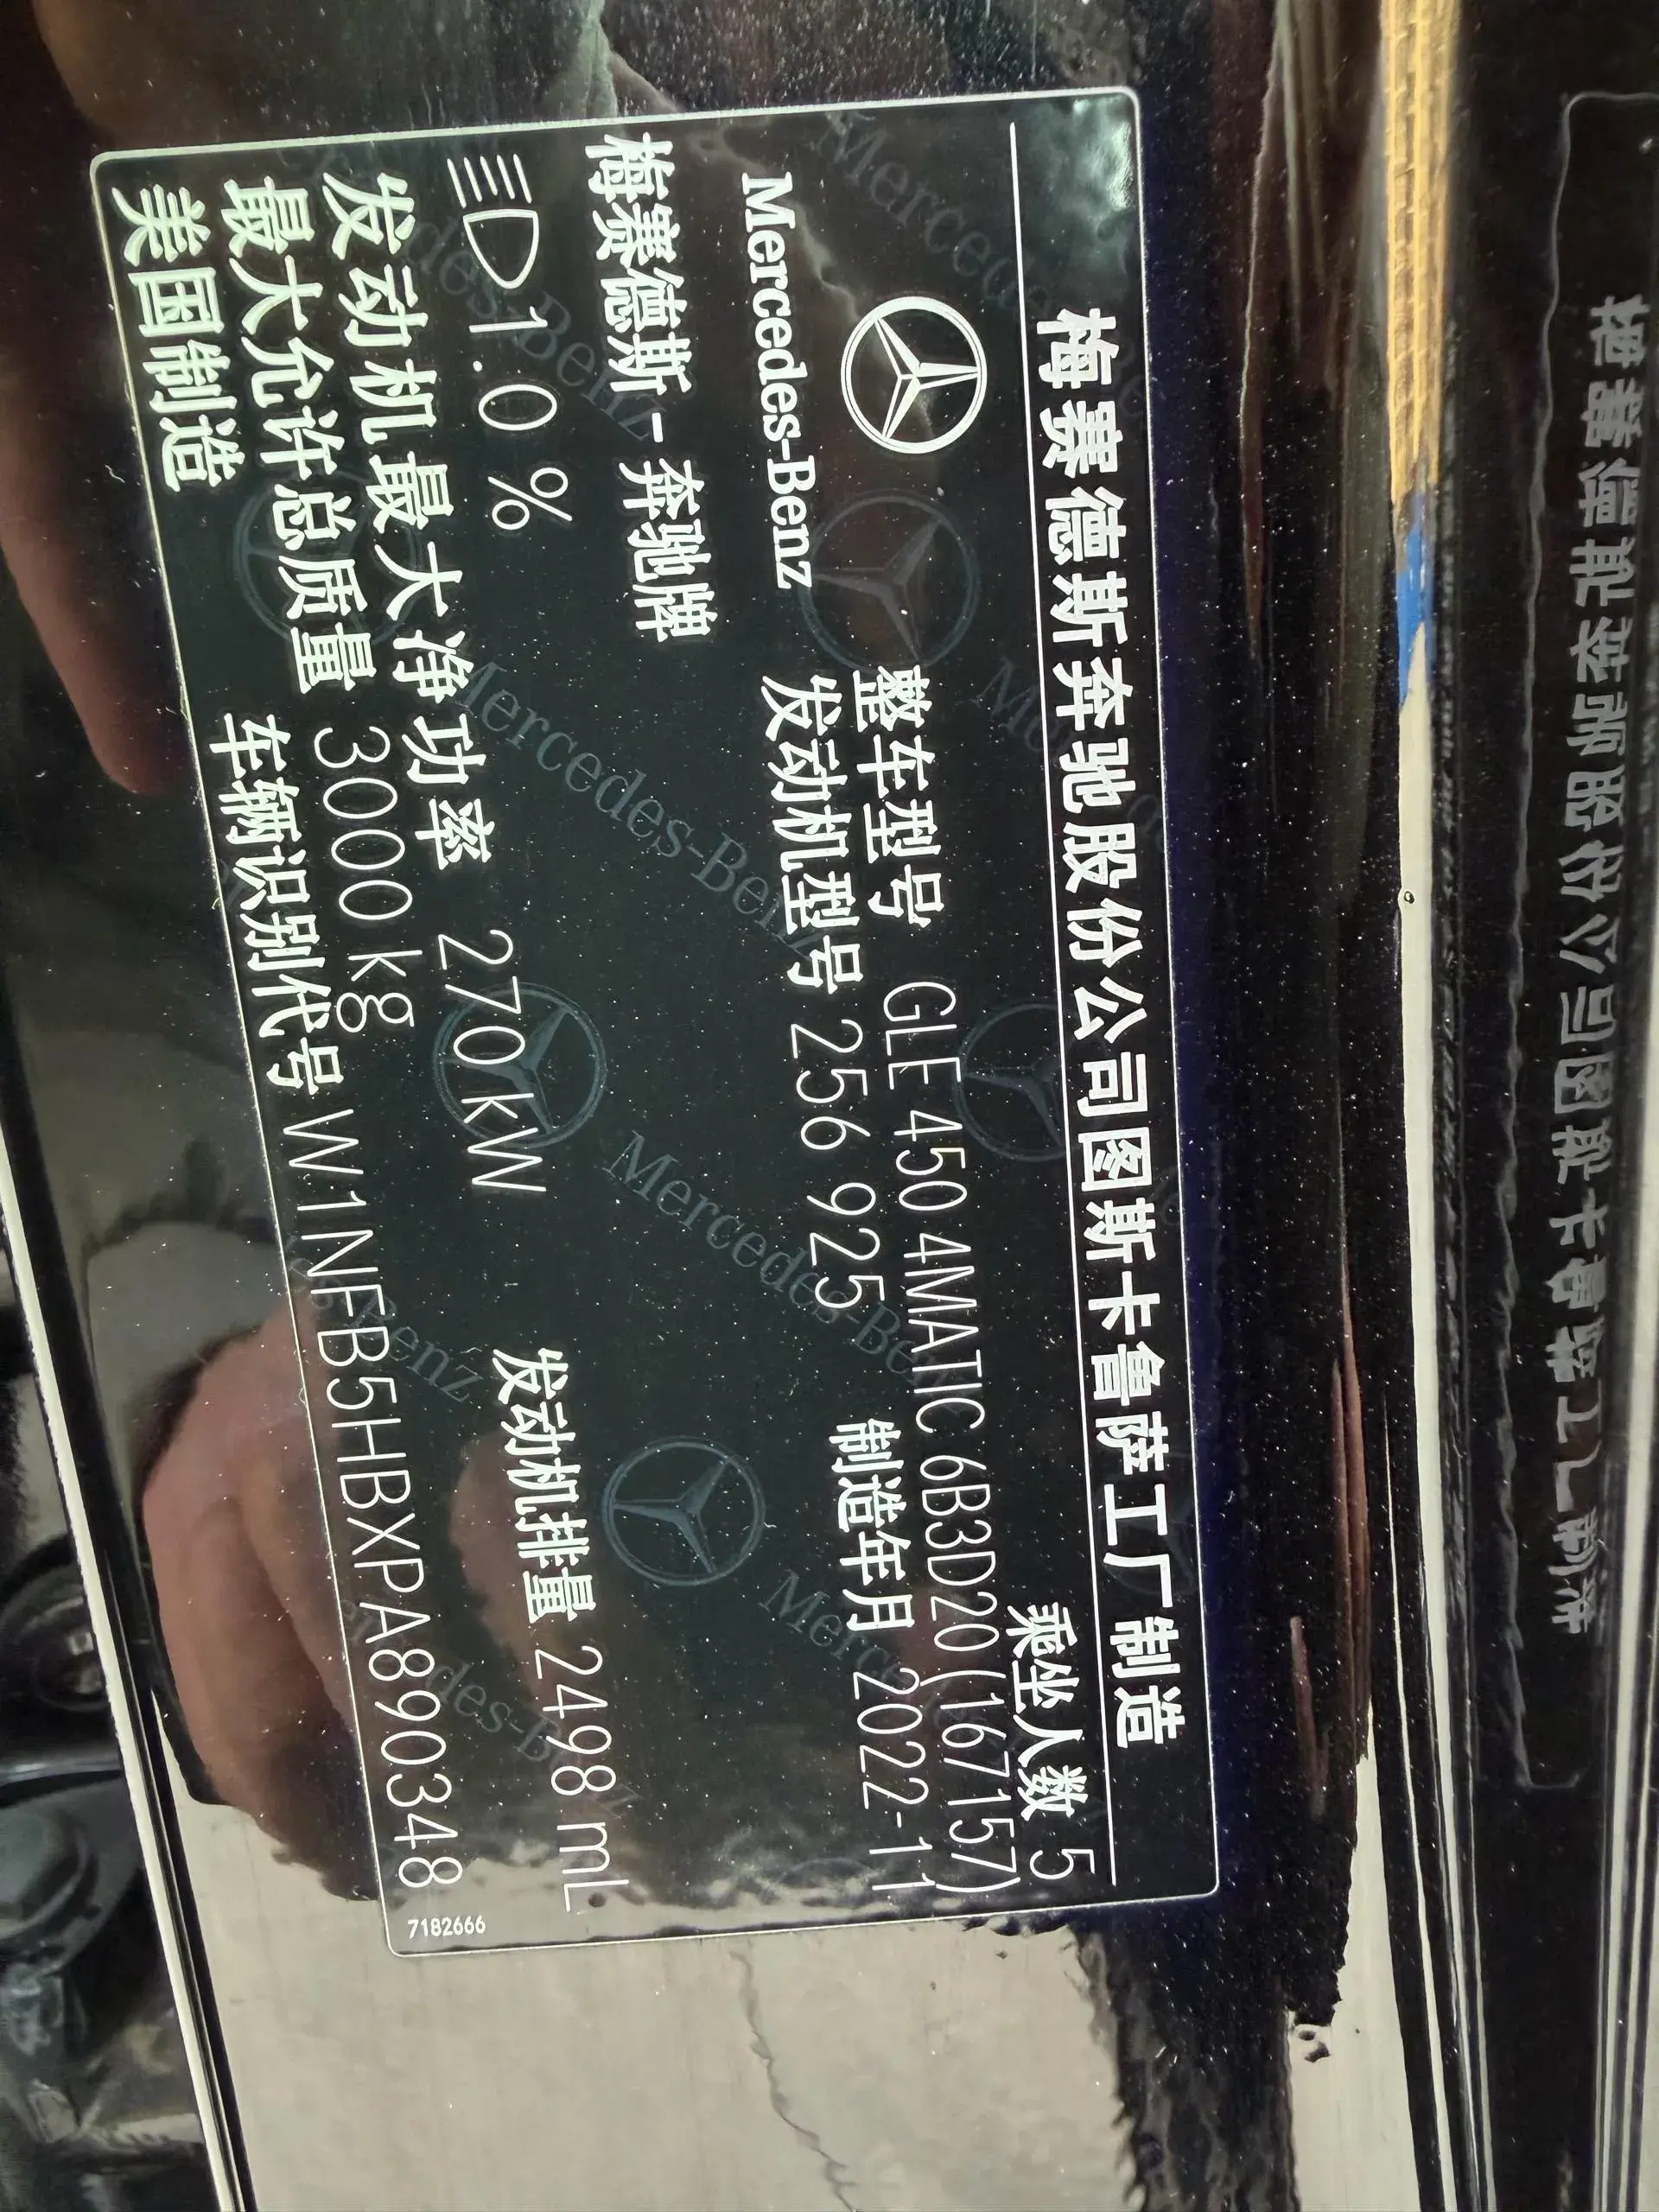 梅赛德斯奔驰股份公司图斯卡鲁萨工厂制造
乘坐人数 5
整车型号 GLE 450 4MATIC 6B3D20 (167157)
Mercedes-Benz 发动机型号 256 925 制造年月 2022-11
梅赛德斯-奔驰牌
1.0 % 发动机排量 2498 mL
发动机最大净功率 270kW
最大允许总质量 3000kg
美国制造 车辆识别代号 W1NFB5HBXPA890348
7182666